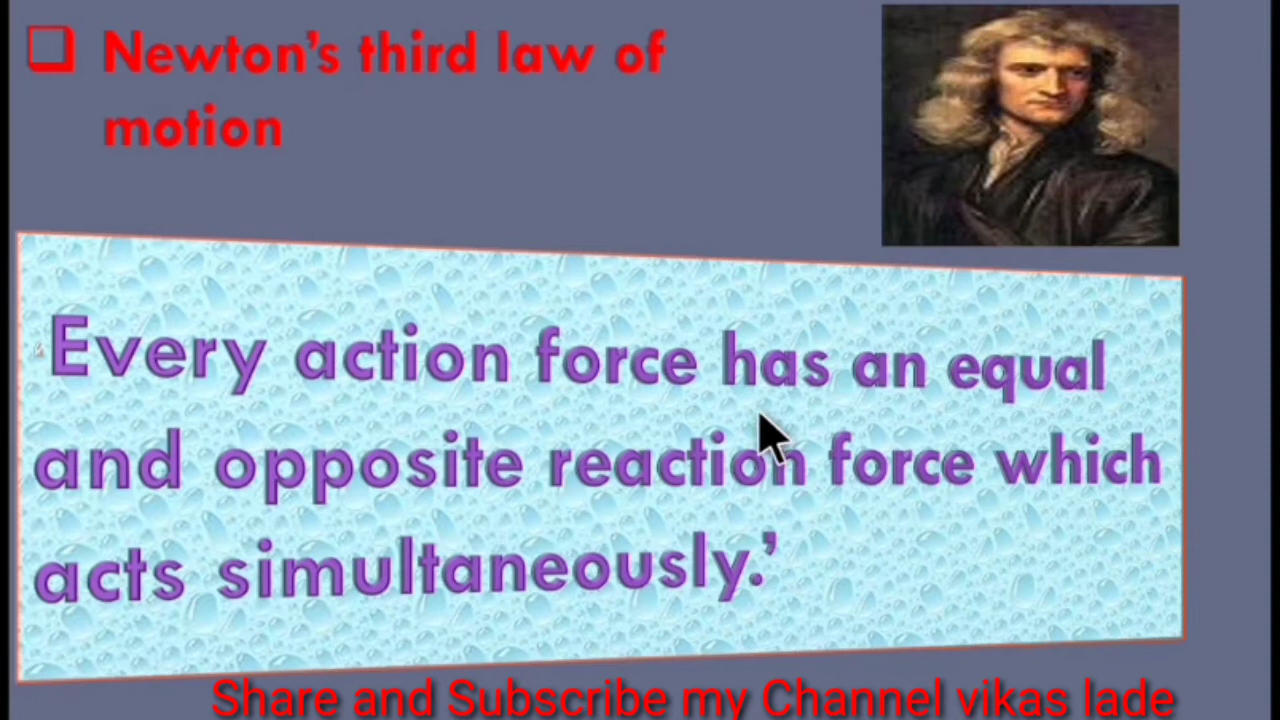 Newton's third law of
motion
‘Every action force has an equal
and opposite reaction force which
acts simultaneously.’
Share and Subscribe my Channel vikas lade